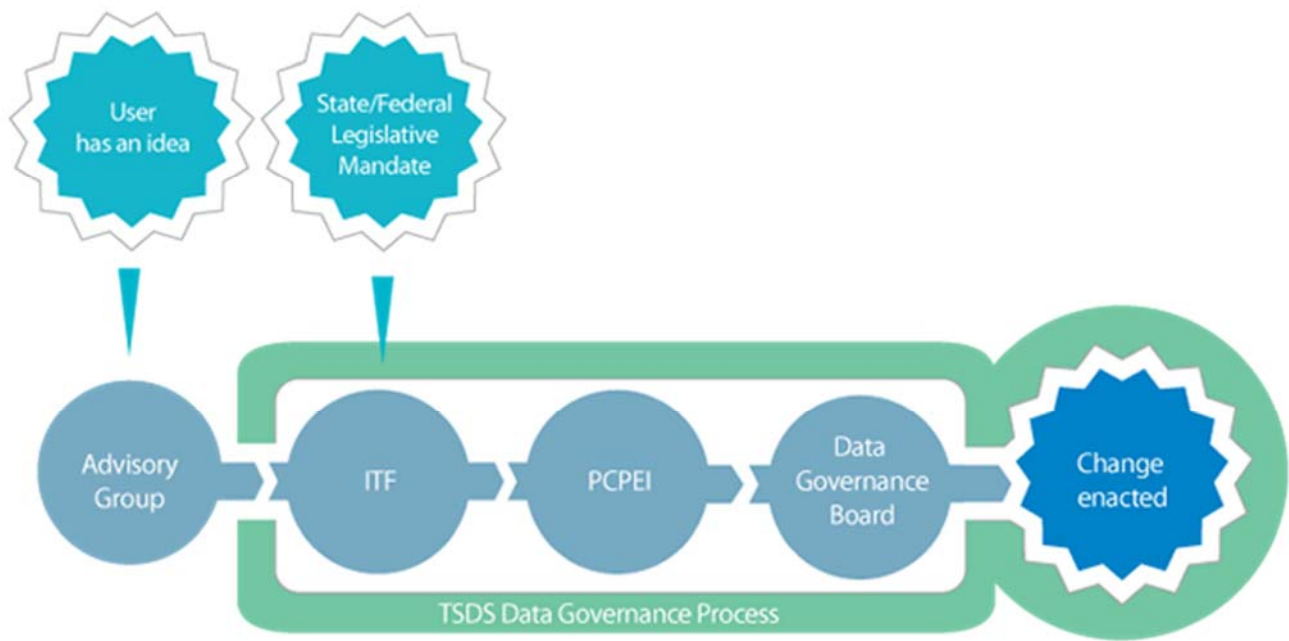 User
has an idea
State/Federal
Legislative
Mandate
Advisory
Group
ITF
PCPEI
Data
Governance
Board
Change
enacted
TSDS Data Governance Process